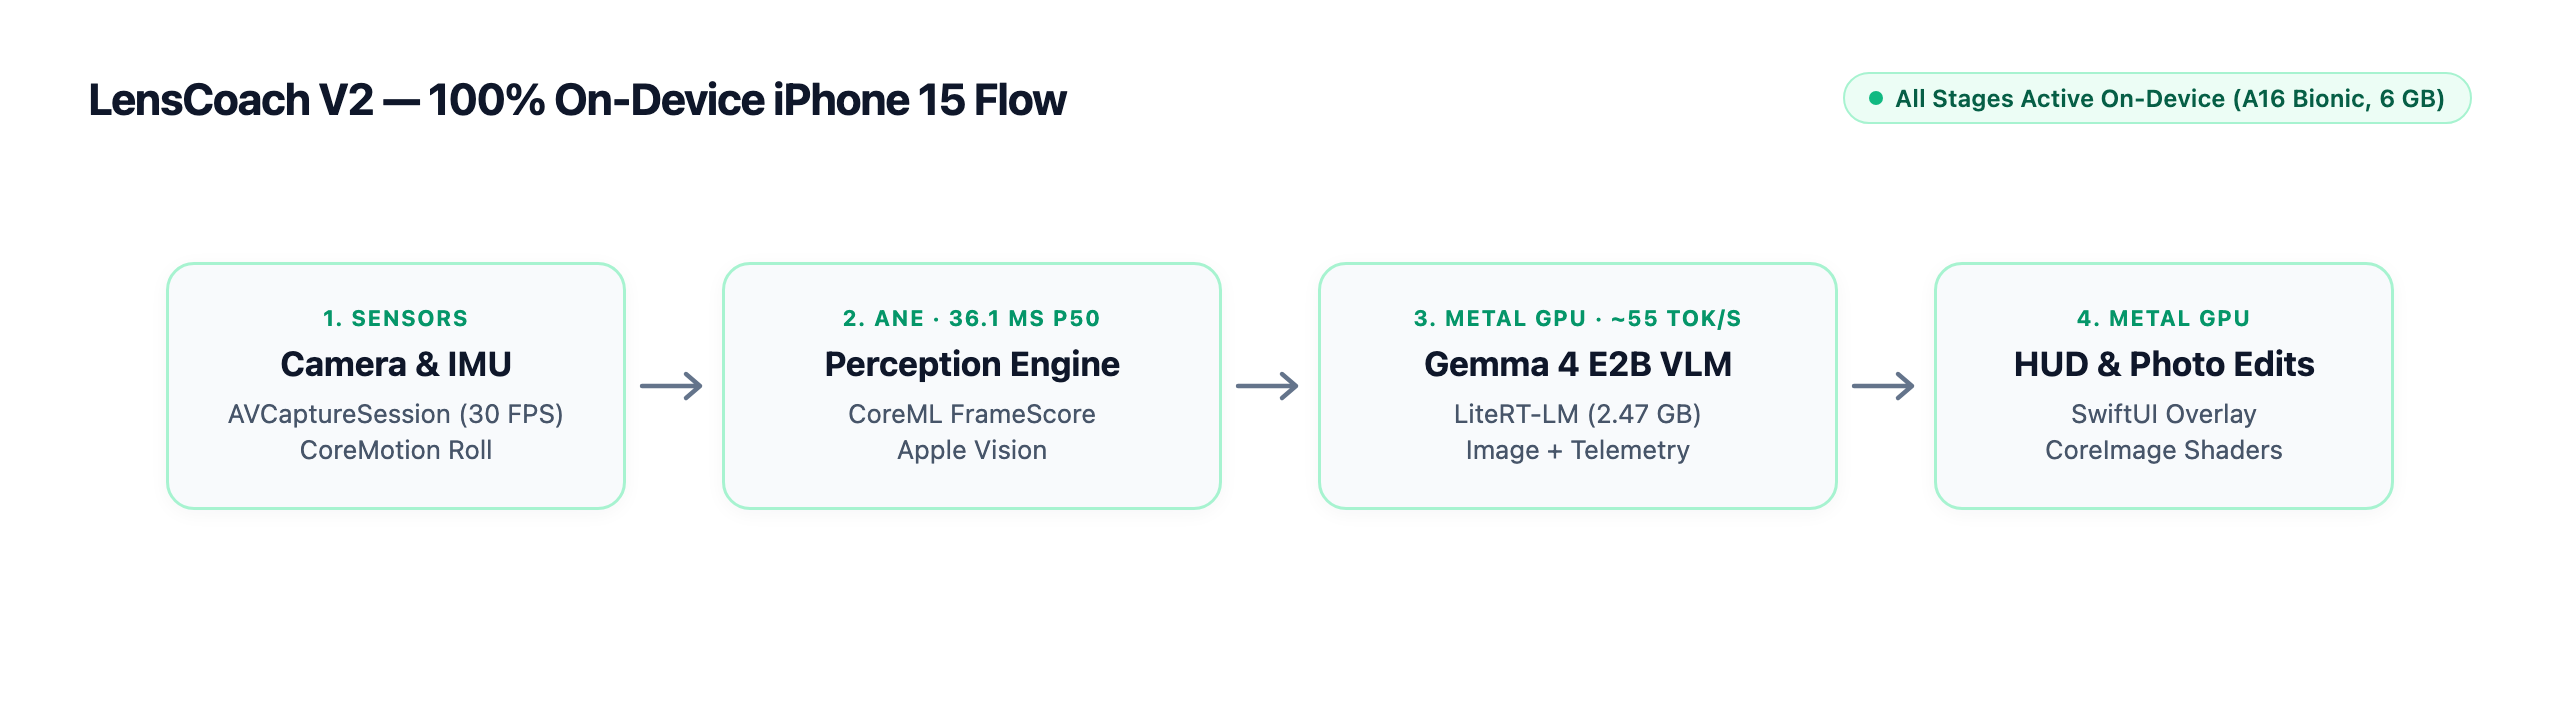 LensCoach V2 — 100% On-Device iPhone 15 Flow
All Stages Active On-Device (A16 Bionic, 6 GB)
1. SENSORS
Camera & IMU
AVCaptureSession (30 FPS)
CoreMotion Roll
2. ANE · 36.1 MS P50
Perception Engine
CoreML FrameScore
Apple Vision
3. METAL GPU · ~55 TOK/S
Gemma 4 E2B VLM
LiteRT-LM (2.47 GB)
Image + Telemetry
4. METAL GPU
HUD & Photo Edits
SwiftUI Overlay
CoreImage Shaders